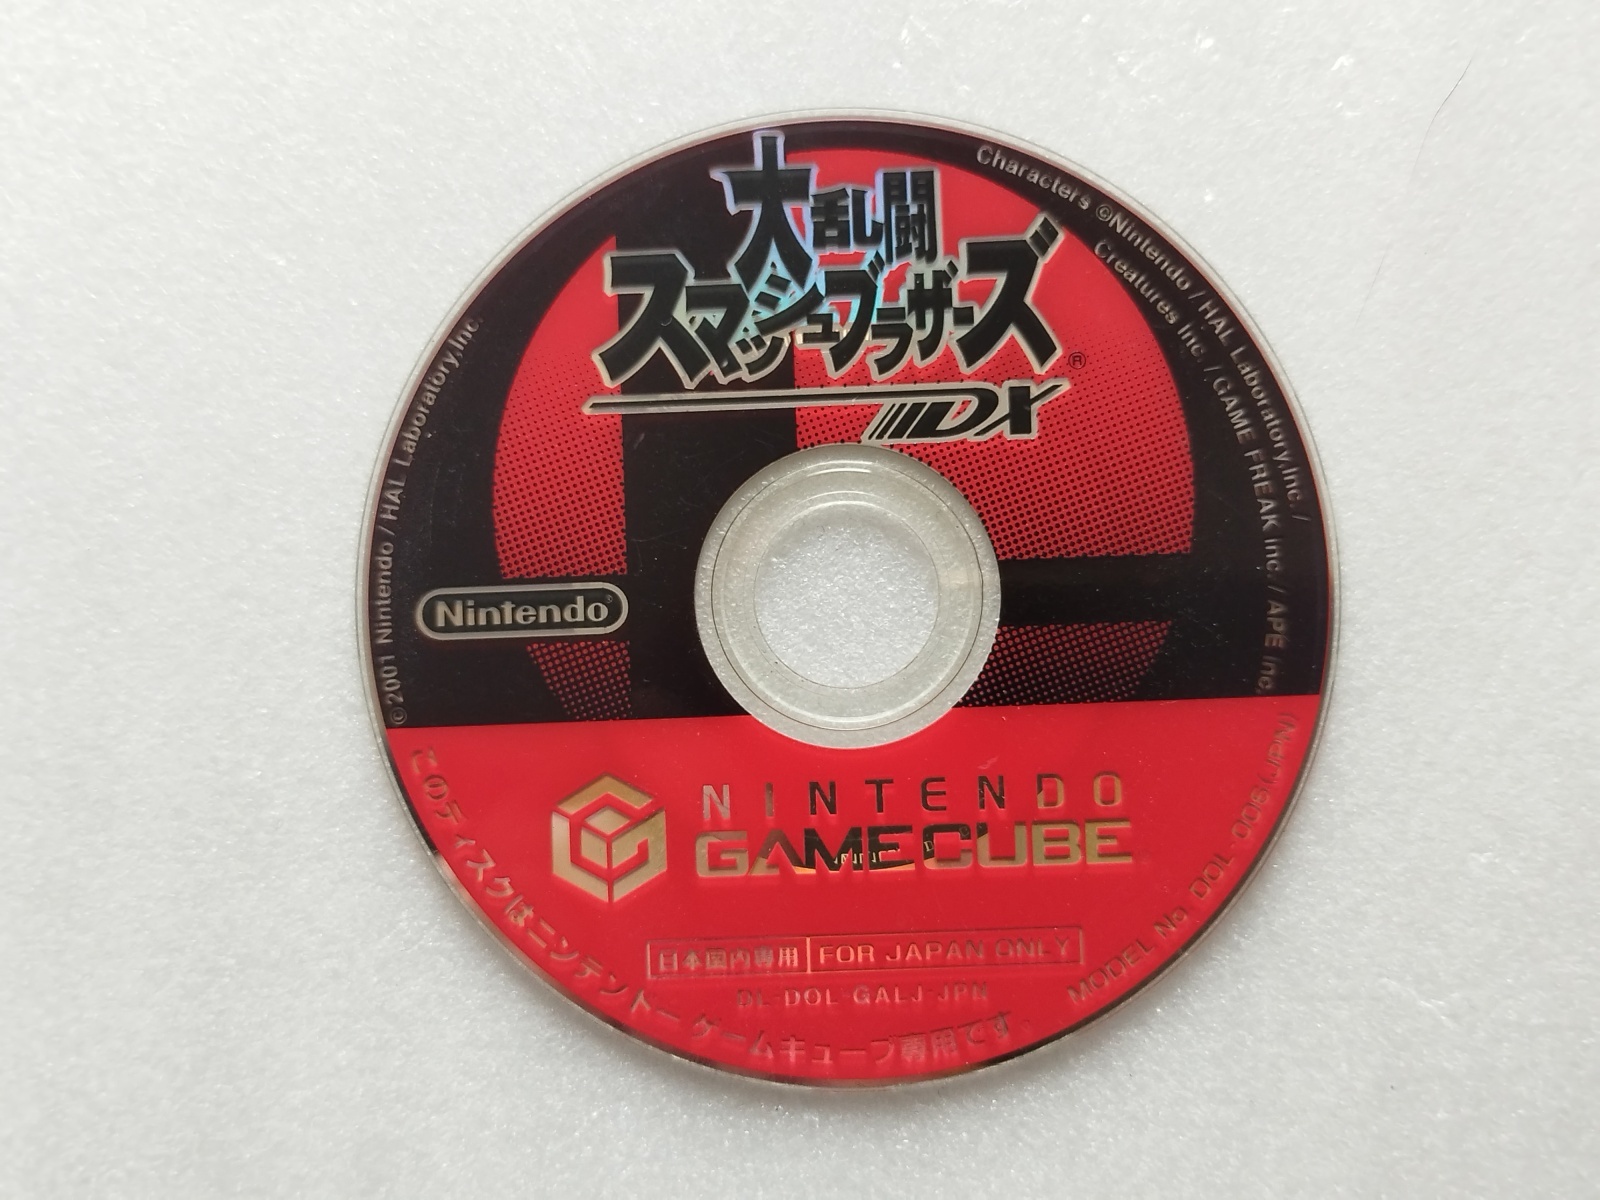 大乱闘
スマッシュブラザーズ®
DX
Characters ©Nintendo / HAL Laboratory,Inc. /
Creatures Inc. / GAME FREAK inc. / APE inc.
©2001 Nintendo / HAL Laboratory,Inc.
Nintendo®
NINTENDO
GAMECUBE
日本国内専用 FOR JAPAN ONLY
DL-DOL-GALJ-JPN
このディスクはニンテンドーゲームキューブ専用です。
MODEL No. DOL-006(JPN)